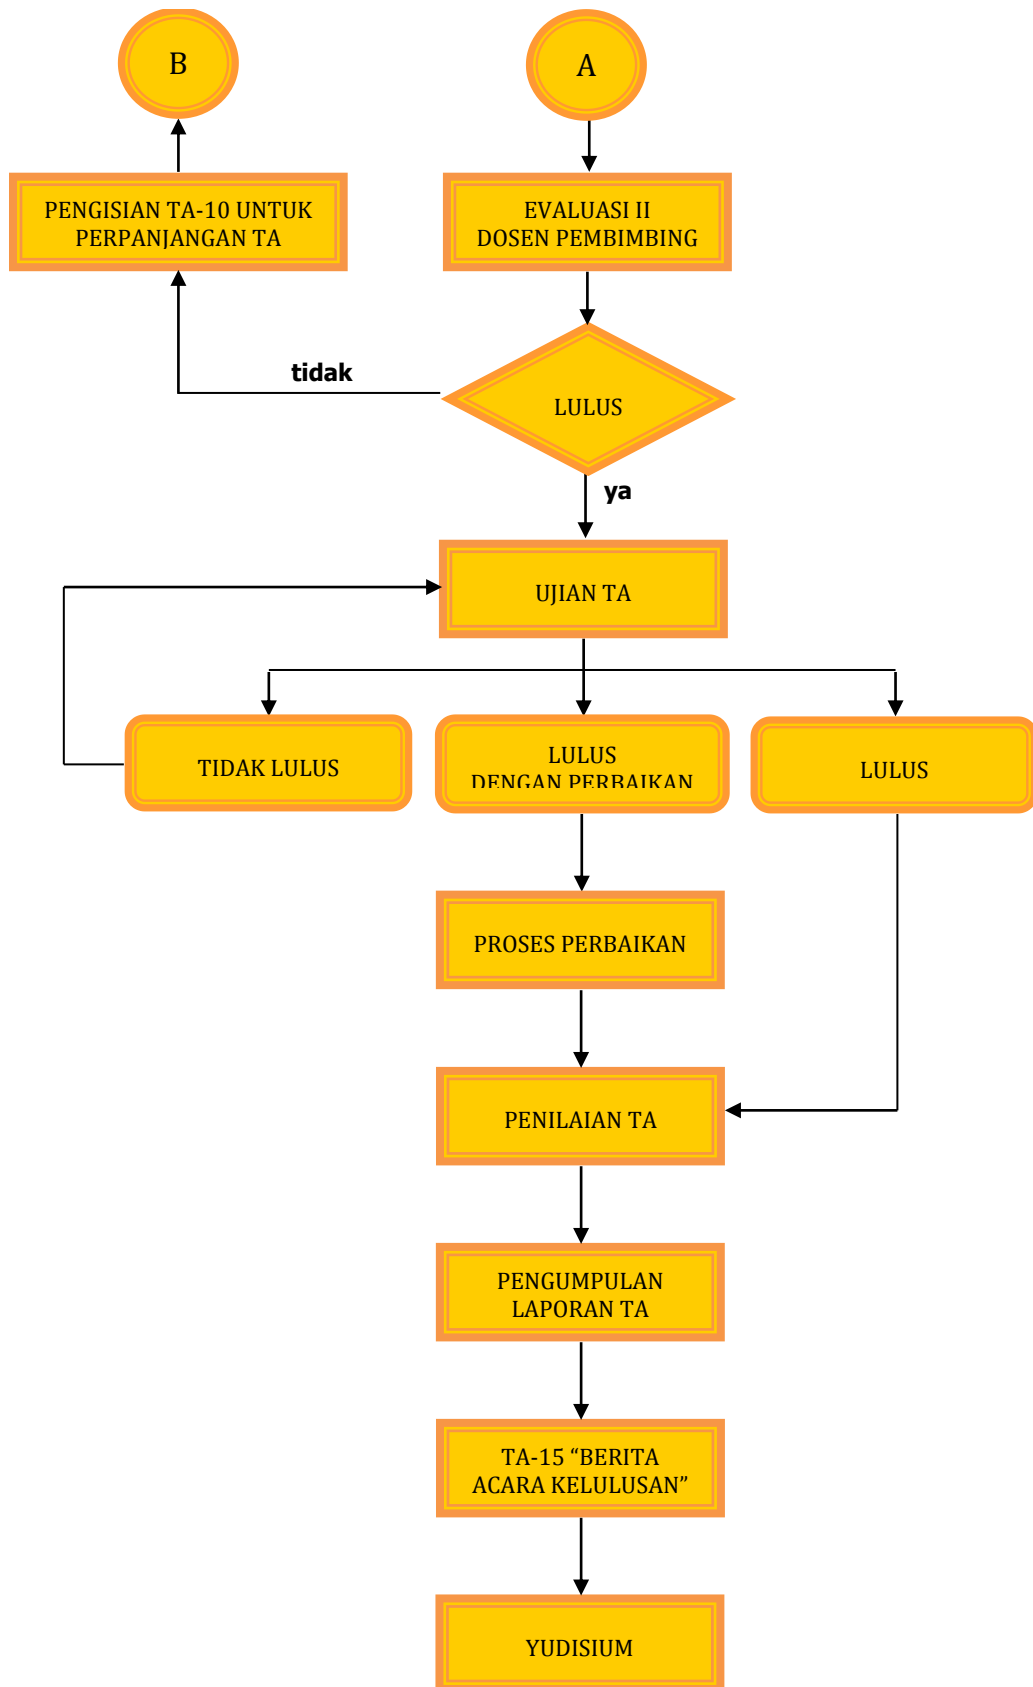 B
A
PENGISIAN TA-10 UNTUK
PERPANJANGAN TA
EVALUASI II
DOSEN PEMBIMBING
tidak
LULUS
ya
UJIAN TA
TIDAK LULUS
LULUS
DENGAN PERBAIKAN
LULUS
PROSES PERBAIKAN
PENILAIAN TA
PENGUMPULAN
LAPORAN TA
TA-15 “BERITA
ACARA KELULUSAN”
YUDISIUM